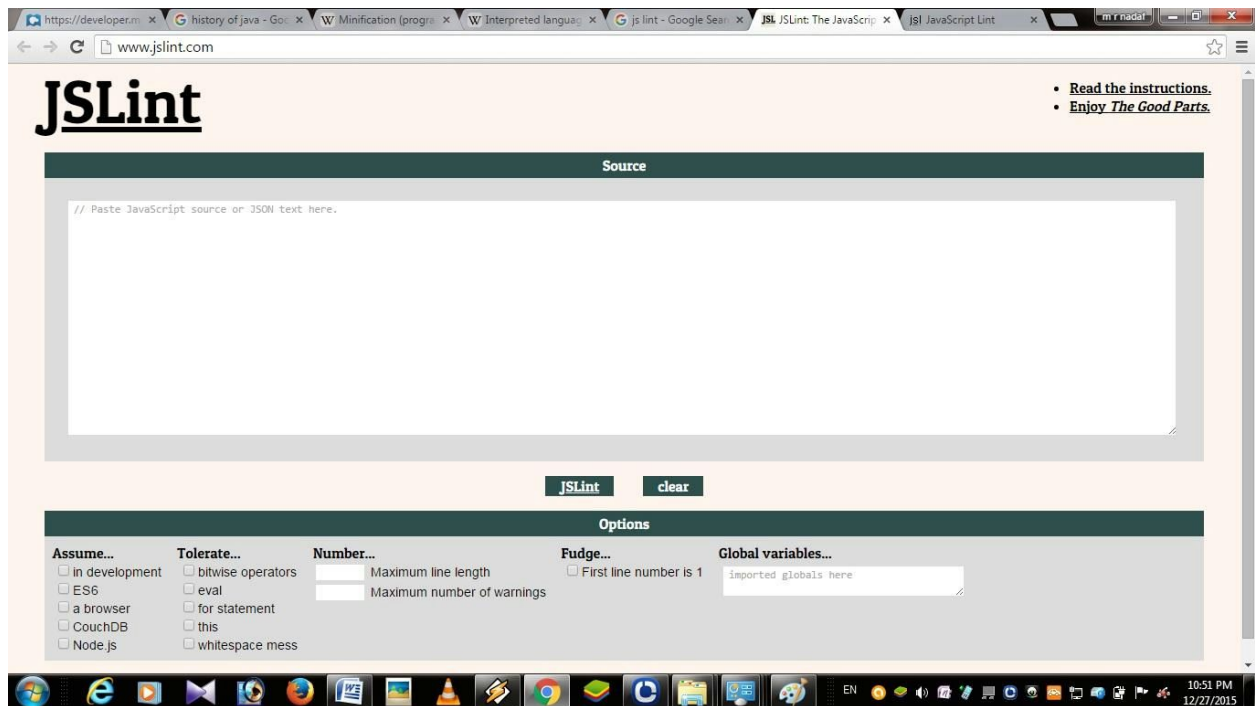 https://developer.m
history of java - Goo
Minification (progra
Interpreted languag
js lint - Google Sear
JSL JSLint: The JavaScrip
jsl JavaScript Lint
m r nadaf
www.jslint.com
JSLint
Read the instructions.
Enjoy The Good Parts.
Source
// Paste JavaScript source or JSON text here.
JSLint clear
Options
Assume... Tolerate... Number... Fudge... Global variables...
in development bitwise operators Maximum line length First line number is 1 imported globals here
ES6 eval Maximum number of warnings
a browser for statement
CouchDB this
Node.js whitespace mess
EN
10:51 PM
12/27/2015